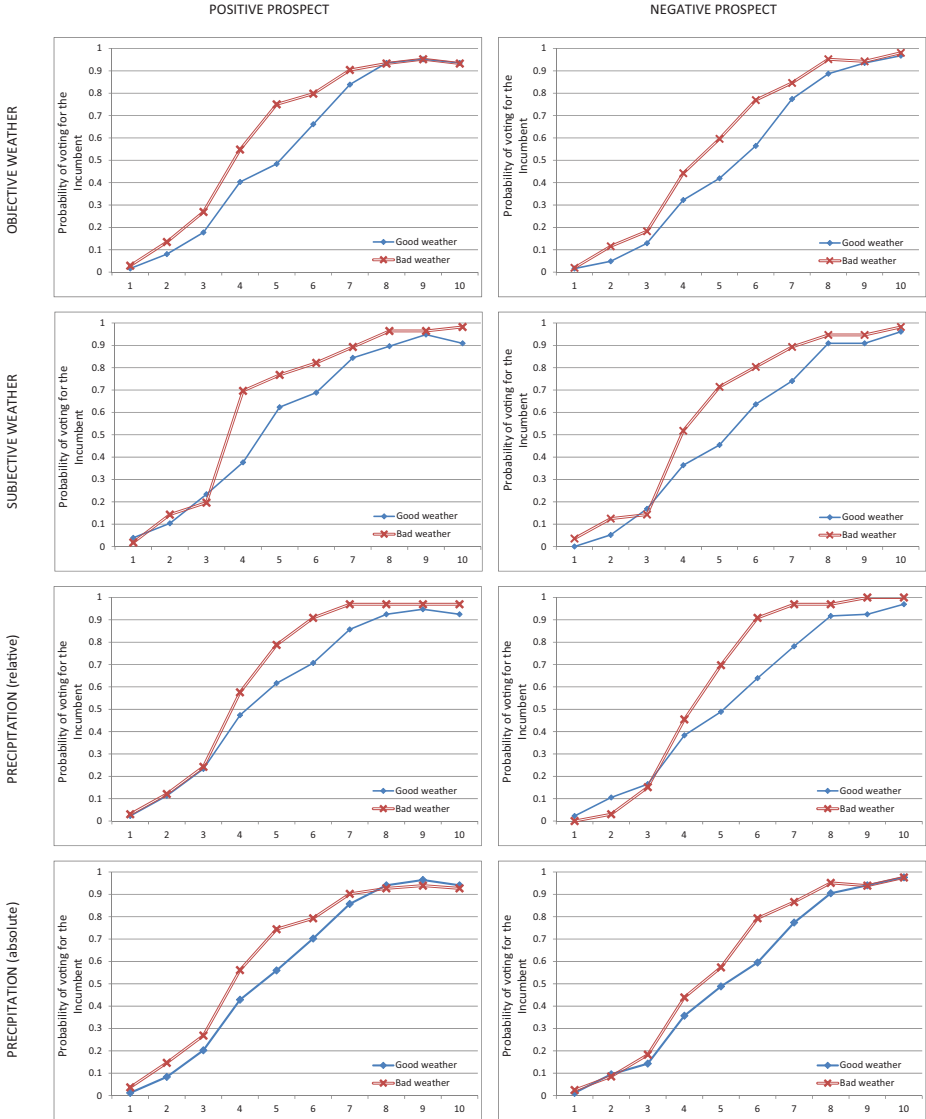 POSITIVE PROSPECT
NEGATIVE PROSPECT
OBJECTIVE WEATHER
Probability of voting for the
Incumbent
1
0.9
0.8
0.7
0.6
0.5
0.4
0.3
0.2
0.1
0
Good weather
Bad weather
1 2 3 4 5 6 7 8 9 10
Probability of voting for the
Incumbent
1
0.9
0.8
0.7
0.6
0.5
0.4
0.3
0.2
0.1
0
Good weather
Bad weather
1 2 3 4 5 6 7 8 9 10
SUBJECTIVE WEATHER
Probability of voting for the
Incumbent
1
0.9
0.8
0.7
0.6
0.5
0.4
0.3
0.2
0.1
0
Good weather
Bad weather
1 2 3 4 5 6 7 8 9 10
Probability of voting for the
Incumbent
1
0.9
0.8
0.7
0.6
0.5
0.4
0.3
0.2
0.1
0
Good weather
Bad weather
1 2 3 4 5 6 7 8 9 10
PRECIPITATION (relative)
Probability of voting for the
Incumbent
1
0.9
0.8
0.7
0.6
0.5
0.4
0.3
0.2
0.1
0
Good weather
Bad weather
1 2 3 4 5 6 7 8 9 10
Probability of voting for the
Incumbent
1
0.9
0.8
0.7
0.6
0.5
0.4
0.3
0.2
0.1
0
Good weather
Bad weather
1 2 3 4 5 6 7 8 9 10
PRECIPITATION (absolute)
Probability of voting for the
Incumbent
1
0.9
0.8
0.7
0.6
0.5
0.4
0.3
0.2
0.1
0
Good weather
Bad weather
1 2 3 4 5 6 7 8 9 10
Probability of voting for the
Incumbent
1
0.9
0.8
0.7
0.6
0.5
0.4
0.3
0.2
0.1
0
Good weather
Bad weather
1 2 3 4 5 6 7 8 9 10